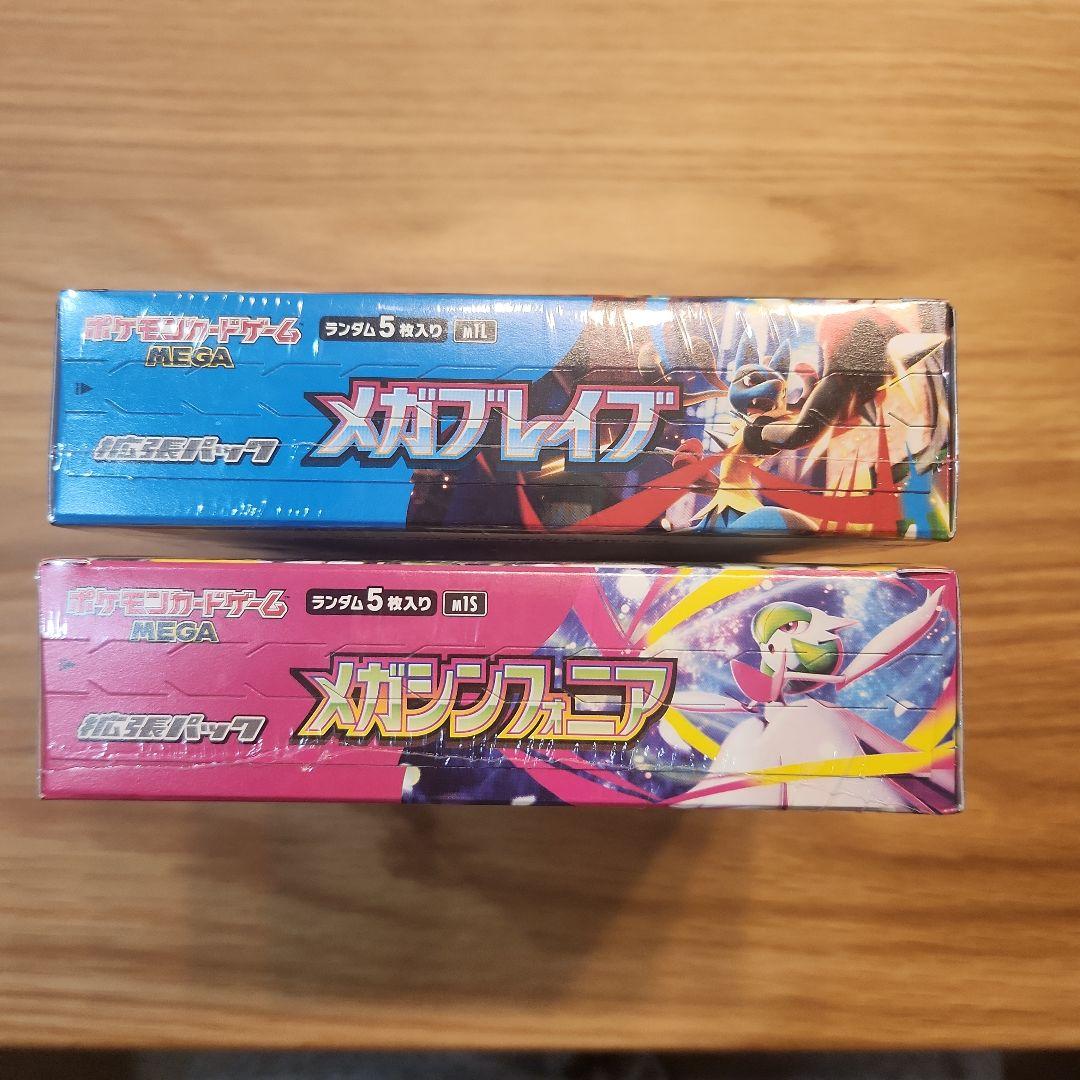 ポケモンカードゲーム
MEGA
ランダム5枚入り
m1L
メガブレイブ
拡張パック
ポケモンカードゲーム
MEGA
ランダム5枚入り
m1S
メガシンフォニア
拡張パック